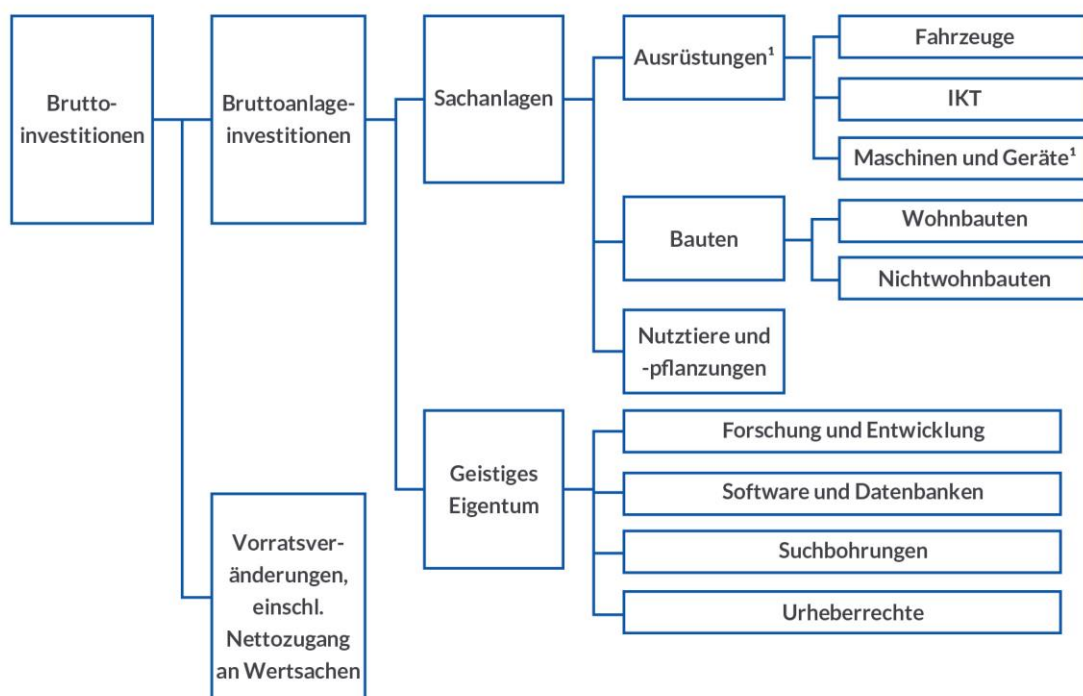 Brutto-
investitionen
Bruttoanlage-
investitionen
Vorratsver-
änderungen,
einschl.
Nettozugang
an Wertsachen
Sachanlagen
Geistiges
Eigentum
Ausrüstungen¹
Bauten
Nutztiere und
-pflanzungen
Fahrzeuge
IKT
Maschinen und Geräte¹
Wohnbauten
Nichtwohnbauten
Forschung und Entwicklung
Software und Datenbanken
Suchbohrungen
Urheberrechte